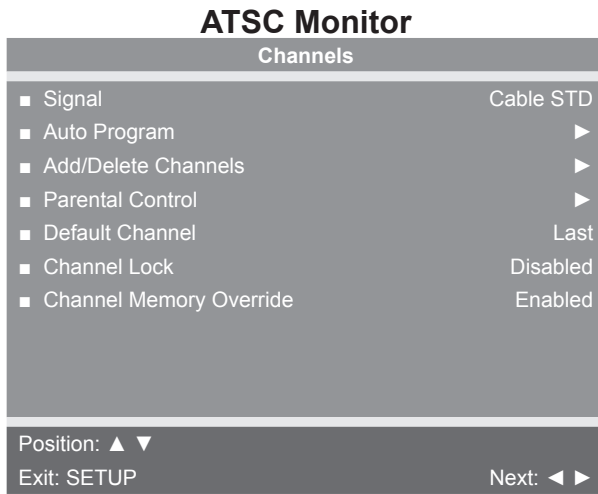 ATSC Monitor
Channels
■ Signal Cable STD
■ Auto Program ►
■ Add/Delete Channels ►
■ Parental Control ►
■ Default Channel Last
■ Channel Lock Disabled
■ Channel Memory Override Enabled
Position: ▲ ▼
Exit: SETUP Next: ◄ ►